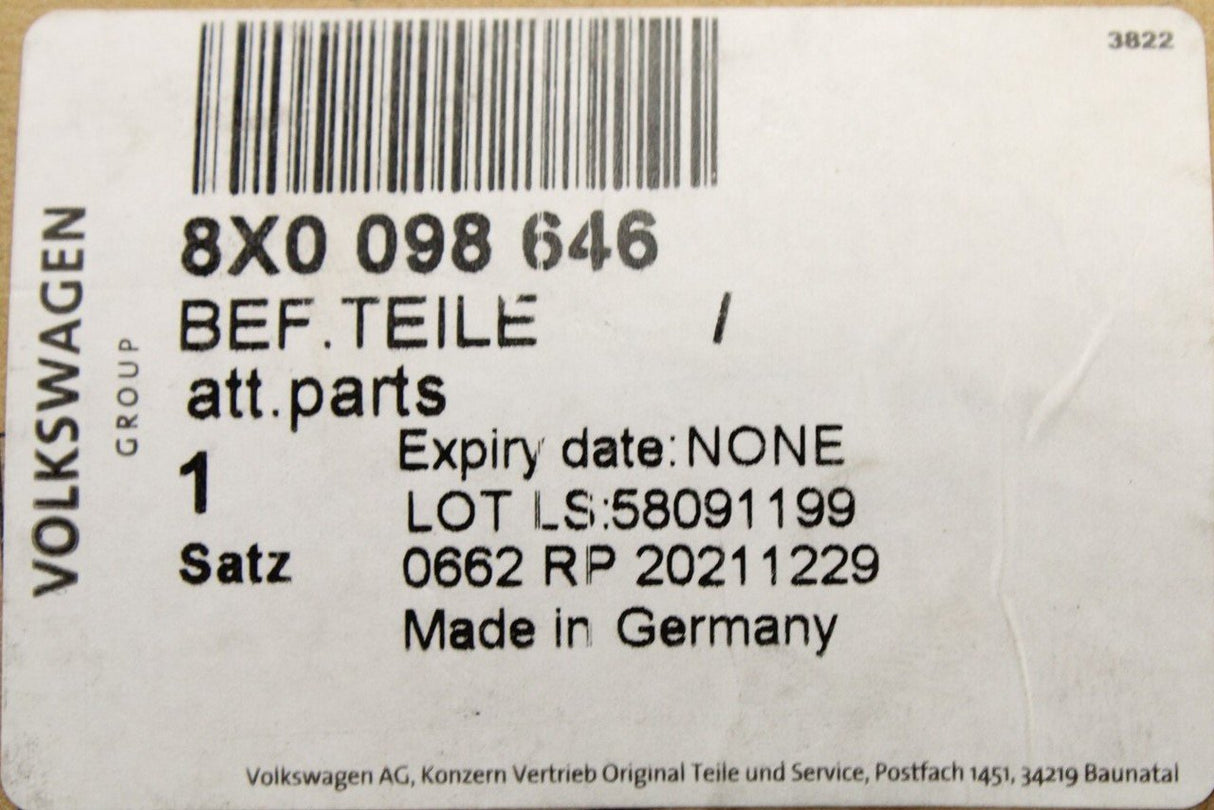 3822
VOLKSWAGEN
GROUP
8X0 098 646
BEF.TEILE /
att.parts
1
Satz
Expiry date:NONE
LOT LS:58091199
0662 RP 20211229
Made in Germany
Volkswagen AG, Konzern Vertrieb Original Teile und Service, Postfach 1451, 34219 Baunatal